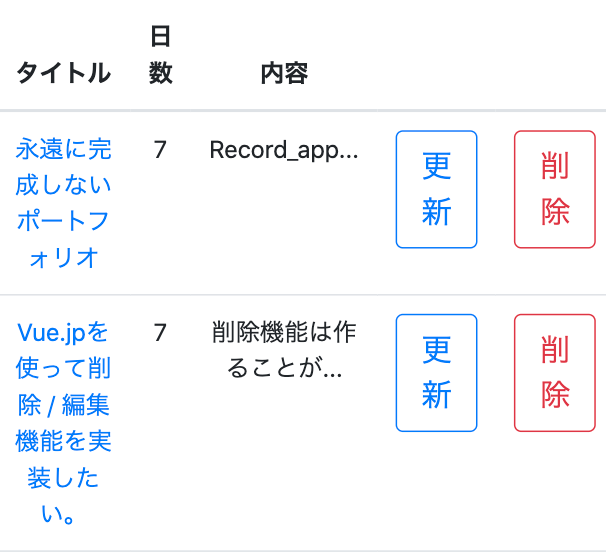 日
数
タイトル
内容
永遠に完
成しない
ポートフ
ォリオ
7
Record_app...
更
新
削
除
Vue.jpを
使って削
除 / 編集
機能を実
装した
い。
7
削除機能は作
ることが...
更
新
削
除